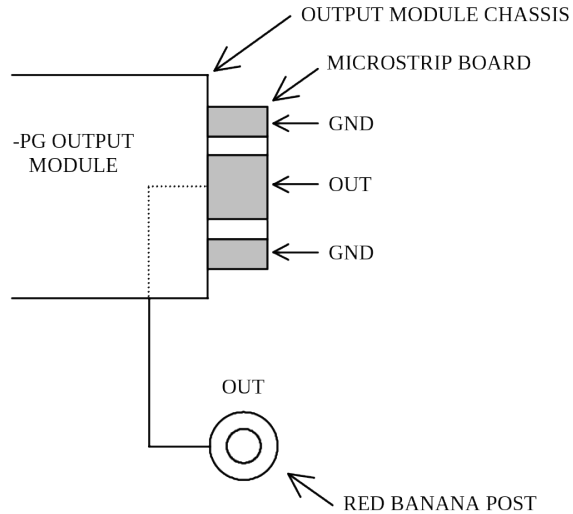 OUTPUT MODULE CHASSIS
MICROSTRIP BOARD
GND
-PG OUTPUT
MODULE
OUT
GND
OUT
RED BANANA POST